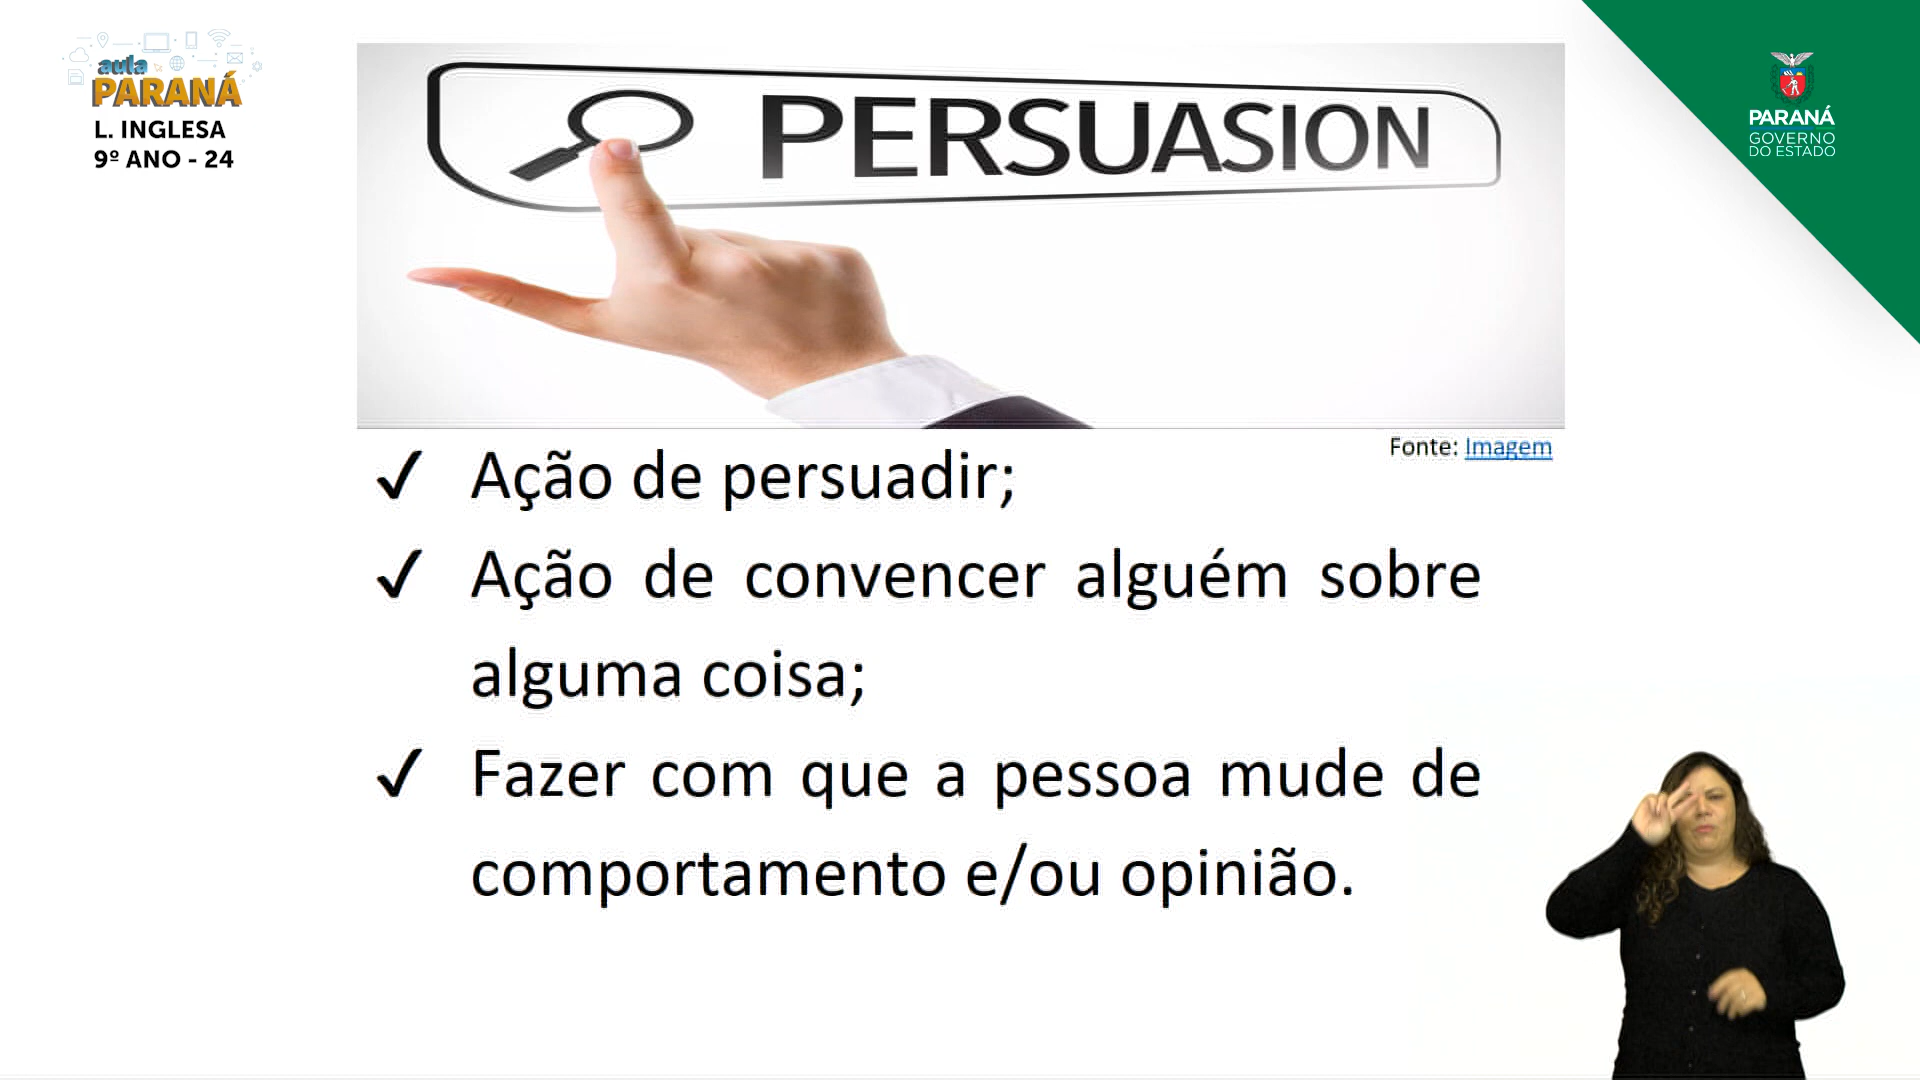 aula
PARANÁ
L. INGLESA
9º ANO - 24
PERSUASION
PARANÁ
GOVERNO
DO ESTADO
Fonte: Imagem
✓ Ação de persuadir;
✓ Ação de convencer alguém sobre
alguma coisa;
✓ Fazer com que a pessoa mude de
comportamento e/ou opinião.